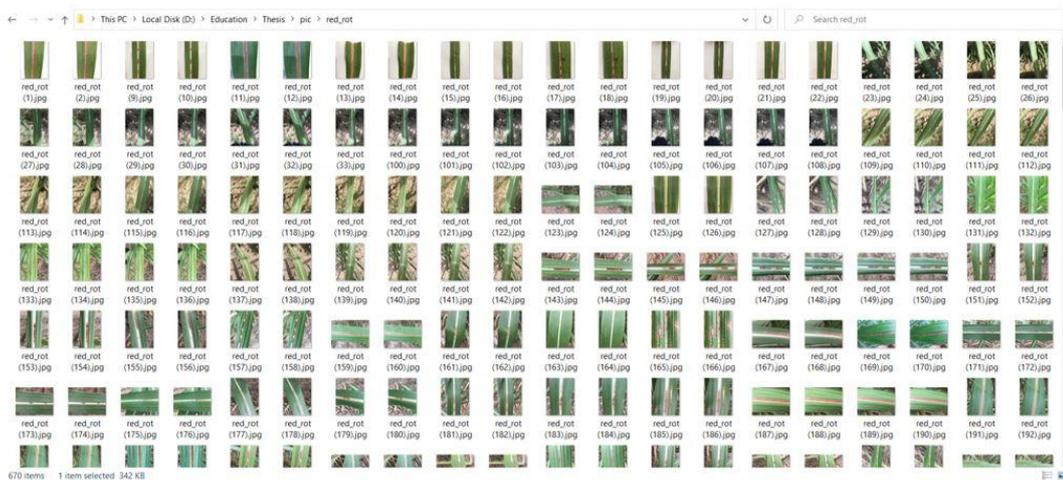 This PC > Local Disk (D:) > Education > Thesis > pic > red_rot
Search red_rot
red_rot (1).jpg red_rot (2).jpg red_rot (9).jpg red_rot (10).jpg red_rot (11).jpg red_rot (12).jpg red_rot (13).jpg red_rot (14).jpg red_rot (15).jpg red_rot (16).jpg red_rot (17).jpg red_rot (18).jpg red_rot (19).jpg red_rot (20).jpg red_rot (21).jpg red_rot (22).jpg red_rot (23).jpg red_rot (24).jpg red_rot (25).jpg red_rot (26).jpg
red_rot (27).jpg red_rot (28).jpg red_rot (29).jpg red_rot (30).jpg red_rot (31).jpg red_rot (32).jpg red_rot (33).jpg red_rot (100).jpg red_rot (101).jpg red_rot (102).jpg red_rot (103).jpg red_rot (104).jpg red_rot (105).jpg red_rot (106).jpg red_rot (107).jpg red_rot (108).jpg red_rot (109).jpg red_rot (110).jpg red_rot (111).jpg red_rot (112).jpg
red_rot (113).jpg red_rot (114).jpg red_rot (115).jpg red_rot (116).jpg red_rot (117).jpg red_rot (118).jpg red_rot (119).jpg red_rot (120).jpg red_rot (121).jpg red_rot (122).jpg red_rot (123).jpg red_rot (124).jpg red_rot (125).jpg red_rot (126).jpg red_rot (127).jpg red_rot (128).jpg red_rot (129).jpg red_rot (130).jpg red_rot (131).jpg red_rot (132).jpg
red_rot (133).jpg red_rot (134).jpg red_rot (135).jpg red_rot (136).jpg red_rot (137).jpg red_rot (138).jpg red_rot (139).jpg red_rot (140).jpg red_rot (141).jpg red_rot (142).jpg red_rot (143).jpg red_rot (144).jpg red_rot (145).jpg red_rot (146).jpg red_rot (147).jpg red_rot (148).jpg red_rot (149).jpg red_rot (150).jpg red_rot (151).jpg red_rot (152).jpg
red_rot (153).jpg red_rot (154).jpg red_rot (155).jpg red_rot (156).jpg red_rot (157).jpg red_rot (158).jpg red_rot (159).jpg red_rot (160).jpg red_rot (161).jpg red_rot (162).jpg red_rot (163).jpg red_rot (164).jpg red_rot (165).jpg red_rot (166).jpg red_rot (167).jpg red_rot (168).jpg red_rot (169).jpg red_rot (170).jpg red_rot (171).jpg red_rot (172).jpg
red_rot (173).jpg red_rot (174).jpg red_rot (175).jpg red_rot (176).jpg red_rot (177).jpg red_rot (178).jpg red_rot (179).jpg red_rot (180).jpg red_rot (181).jpg red_rot (182).jpg red_rot (183).jpg red_rot (184).jpg red_rot (185).jpg red_rot (186).jpg red_rot (187).jpg red_rot (188).jpg red_rot (189).jpg red_rot (190).jpg red_rot (191).jpg red_rot (192).jpg
670 items 1 item selected 342 KB